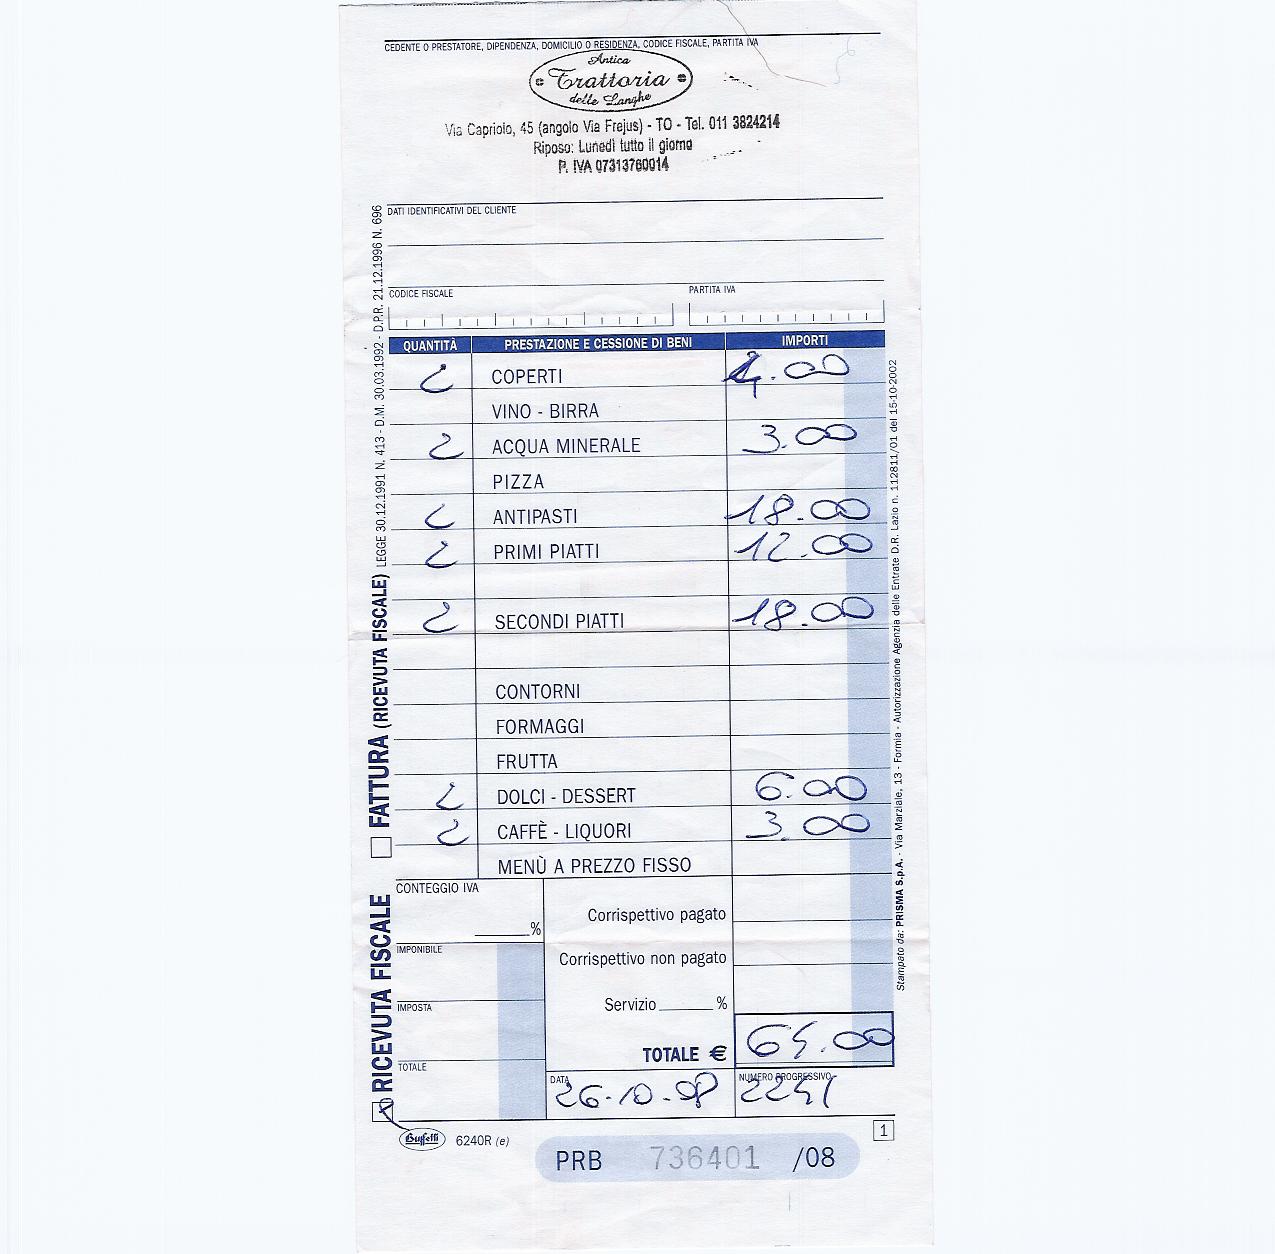 CEDENTE O PRESTATORE, DIPENDENZA, DOMICILIO O RESIDENZA, CODICE FISCALE, PARTITA IVA
Antica
Trattoria
delle Langhe
Via Capriolo, 45 (angolo Via Frejus) - TO - Tel. 011 3824214
Riposo: Lunedì tutto il giorno
P. IVA 07313760014
DATI IDENTIFICATIVI DEL CLIENTE
CODICE FISCALE PARTITA IVA
QUANTITÀ PRESTAZIONE E CESSIONE DI BENI IMPORTI
2 COPERTI 4.00
VINO - BIRRA
2 ACQUA MINERALE 3.00
PIZZA
2 ANTIPASTI 18.00
2 PRIMI PIATTI 12.00
2 SECONDI PIATTI 18.00
CONTORNI
FORMAGGI
FRUTTA
2 DOLCI - DESSERT 6.00
2 CAFFÈ - LIQUORI 3.00
MENÙ A PREZZO FISSO
CONTEGGIO IVA
%
IMPONIBILE
IMPOSTA
TOTALE
Corrispettivo pagato
Corrispettivo non pagato
Servizio %
TOTALE € 64.00
DATA NUMERO PROGRESSIVO
26-10-08
Buffetti 6240R (e) 1
PRB 736401 /08
RICEVUTA FISCALE FATTURA (RICEVUTA FISCALE) LEGGE 30.12.1991 N. 413 - D.M. 30.03.1992 - D.P.R. 21.12.1996 N. 696
Stampato da: PRISMA S.p.A. - Via Marziale, 13 - Formia - Autorizzazione Agenzia delle Entrate D.R. Lazio n. 112811/01 del 15-10-2002